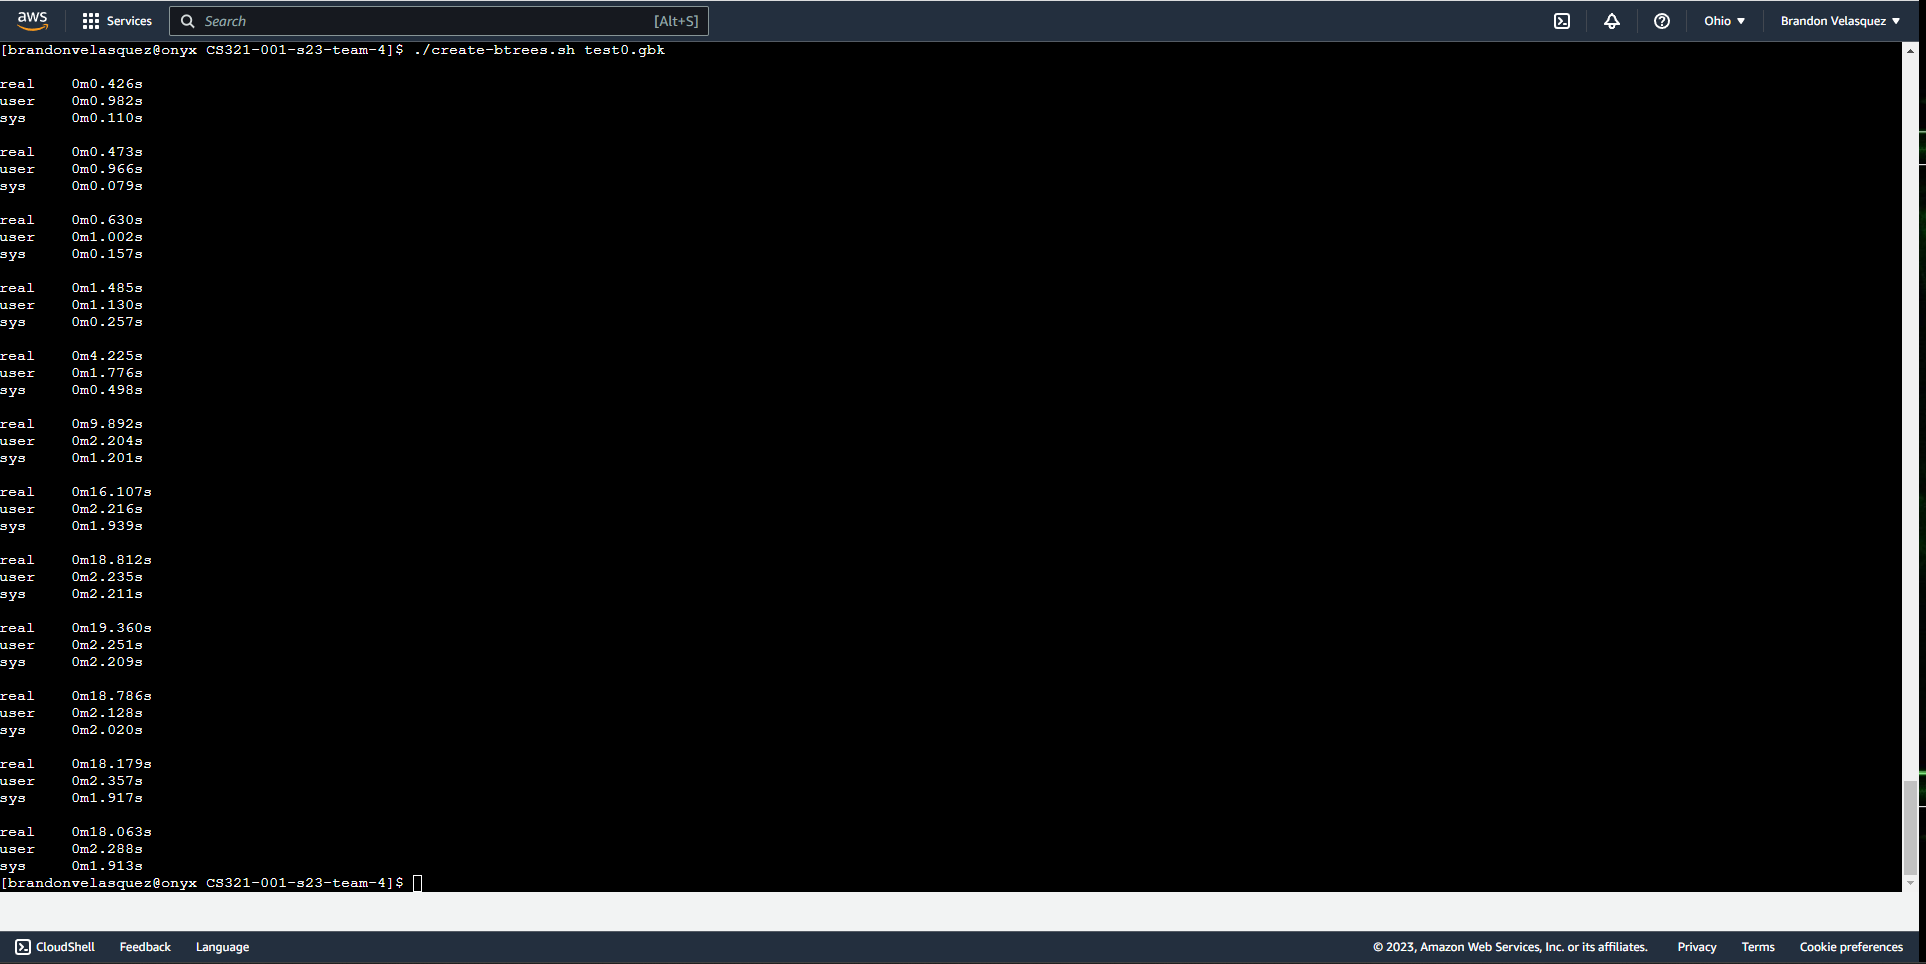 aws Services Search [Alt+S] Ohio Brandon Velasquez
[brandonvelasquez@onyx CS321-001-s23-team-4]$ ./create-btrees.sh test0.gbk
real 0m0.426s
user 0m0.982s
sys 0m0.110s
real 0m0.473s
user 0m0.966s
sys 0m0.079s
real 0m0.630s
user 0m1.002s
sys 0m0.157s
real 0m1.485s
user 0m1.130s
sys 0m0.257s
real 0m4.225s
user 0m1.776s
sys 0m0.498s
real 0m9.892s
user 0m2.204s
sys 0m1.201s
real 0m16.107s
user 0m2.216s
sys 0m1.939s
real 0m18.812s
user 0m2.235s
sys 0m2.211s
real 0m19.360s
user 0m2.251s
sys 0m2.209s
real 0m18.786s
user 0m2.128s
sys 0m2.020s
real 0m18.179s
user 0m2.357s
sys 0m1.917s
real 0m18.063s
user 0m2.288s
sys 0m1.913s
[brandonvelasquez@onyx CS321-001-s23-team-4]$
CloudShell Feedback Language © 2023, Amazon Web Services, Inc. or its affiliates. Privacy Terms Cookie preferences